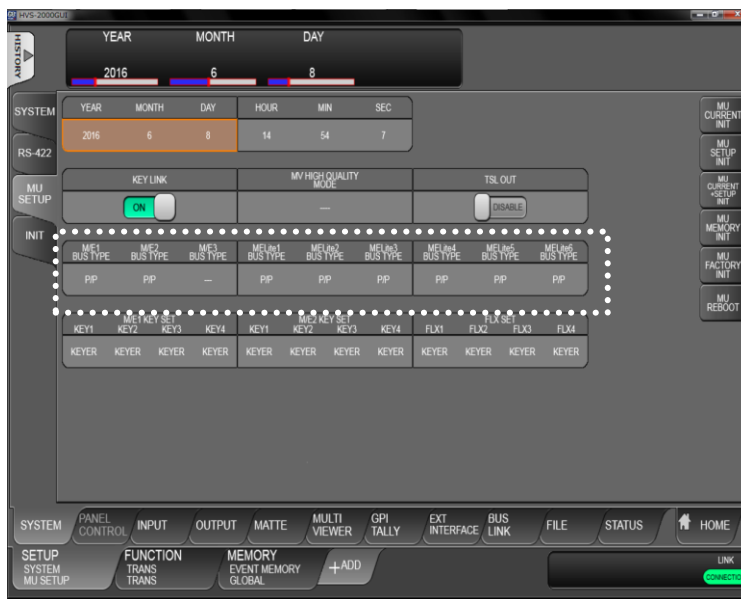 HVS-2000GUI
HISTORY
YEAR MONTH DAY
2016 6 8
SYSTEM
RS-422
MU SETUP
INIT
YEAR MONTH DAY HOUR MIN SEC
2016 6 8 14 54 7
KEY LINK MV HIGH QUALITY MODE TSL OUT
ON --- DISABLE
M/E1 BUS TYPE M/E2 BUS TYPE M/E3 BUS TYPE MELite1 BUS TYPE MELite2 BUS TYPE MELite3 BUS TYPE MELite4 BUS TYPE MELite5 BUS TYPE MELite6 BUS TYPE
P/P P/P --- P/P P/P P/P P/P P/P P/P
M/E1 KEY SET M/E2 KEY SET FLX SET
KEY1 KEY2 KEY3 KEY4 KEY1 KEY2 KEY3 KEY4 FLX1 FLX2 FLX3 FLX4
KEYER KEYER KEYER KEYER KEYER KEYER KEYER KEYER KEYER KEYER KEYER KEYER
MU CURRENT INIT
MU SETUP INIT
MU CURRENT +SETUP INIT
MU MEMORY INIT
MU FACTORY INIT
MU REBOOT
SYSTEM PANEL CONTROL INPUT OUTPUT MATTE MULTI VIEWER GPI TALLY EXT INTERFACE BUS LINK FILE STATUS HOME
SETUP FUNCTION MEMORY
SYSTEM TRANS EVENT MEMORY +ADD
MU SETUP TRANS GLOBAL
LINK
CONNECTIO